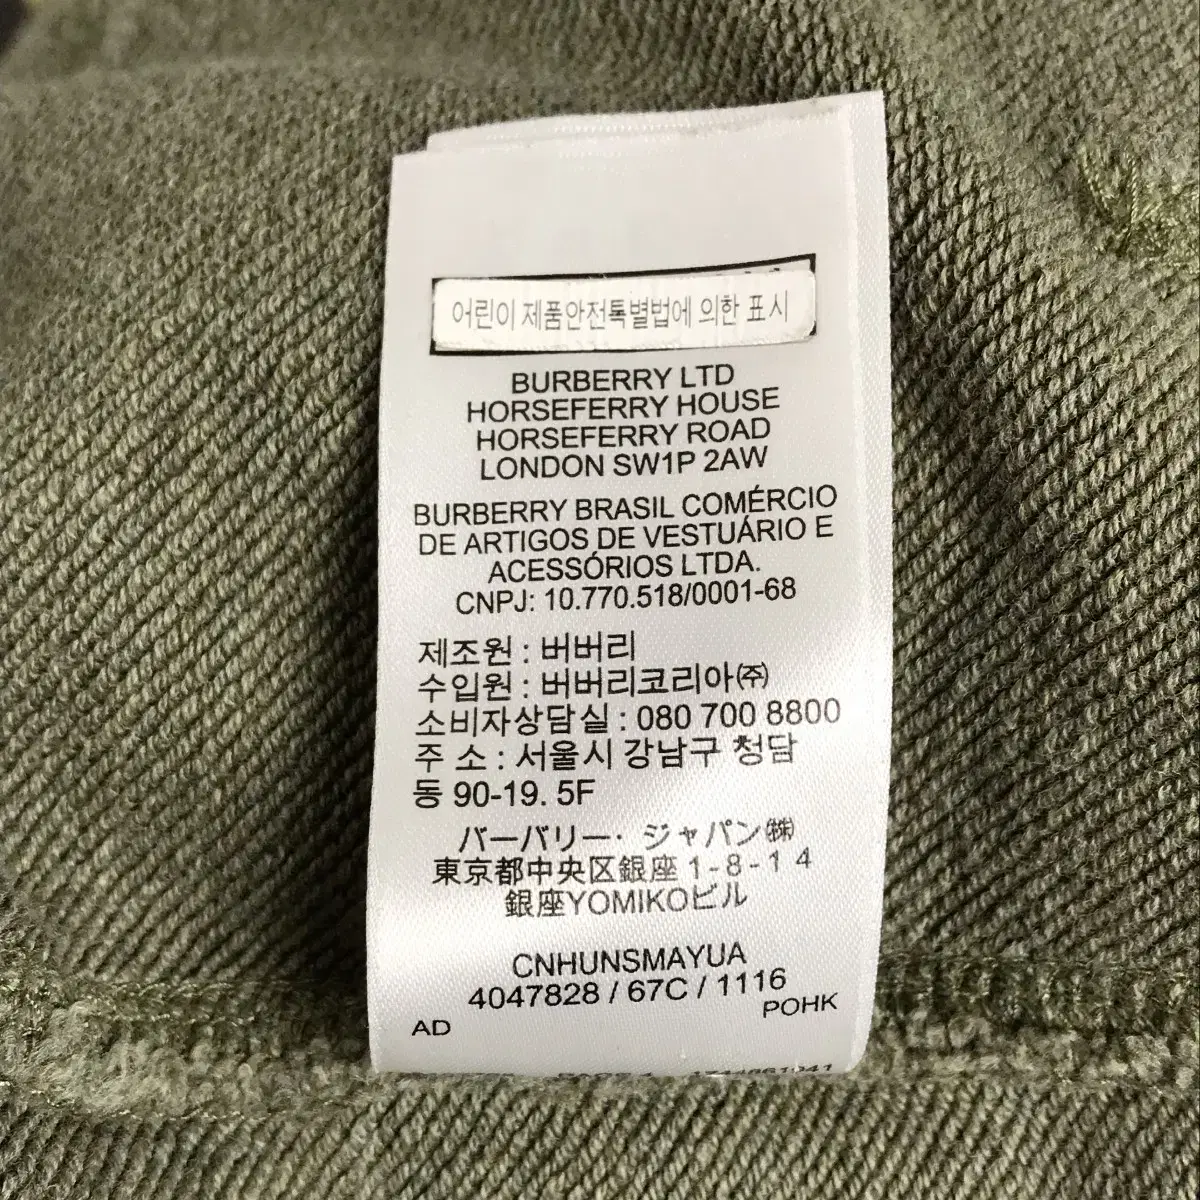 어린이 제품안전특별법에 의한 표시
BURBERRY LTD
HORSEFERRY HOUSE
HORSEFERRY ROAD
LONDON SW1P 2AW
BURBERRY BRASIL COMÉRCIO
DE ARTIGOS DE VESTUÁRIO E
ACESSÓRIOS LTDA.
CNPJ: 10.770.518/0001-68
제조원 : 버버리
수입원 : 버버리코리아㈜
소비자상담실 : 080 700 8800
주 소 : 서울시 강남구 청담
동 90-19. 5F
バーバリー・ジャパン㈱
東京都中央区銀座1-8-14
銀座YOMIKOビル
CNHUNSMAYUA
4047828 / 67C / 1116
AD POHK